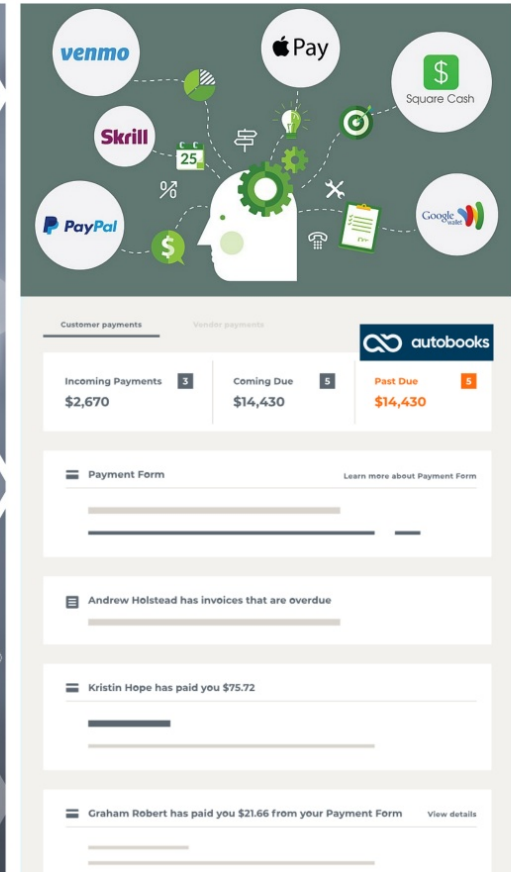 venmo
Pay
$
Square Cash
Skrill
25
%
PayPal
$
Google
wallet
Customer payments
Vendor payments
autobooks
Incoming Payments 3
$2,670
Coming Due 5
$14,430
Past Due 5
$14,430
Payment Form
Learn more about Payment Form
Andrew Holstead has invoices that are overdue
Kristin Hope has paid you $75.72
Graham Robert has paid you $21.66 from your Payment Form
View details